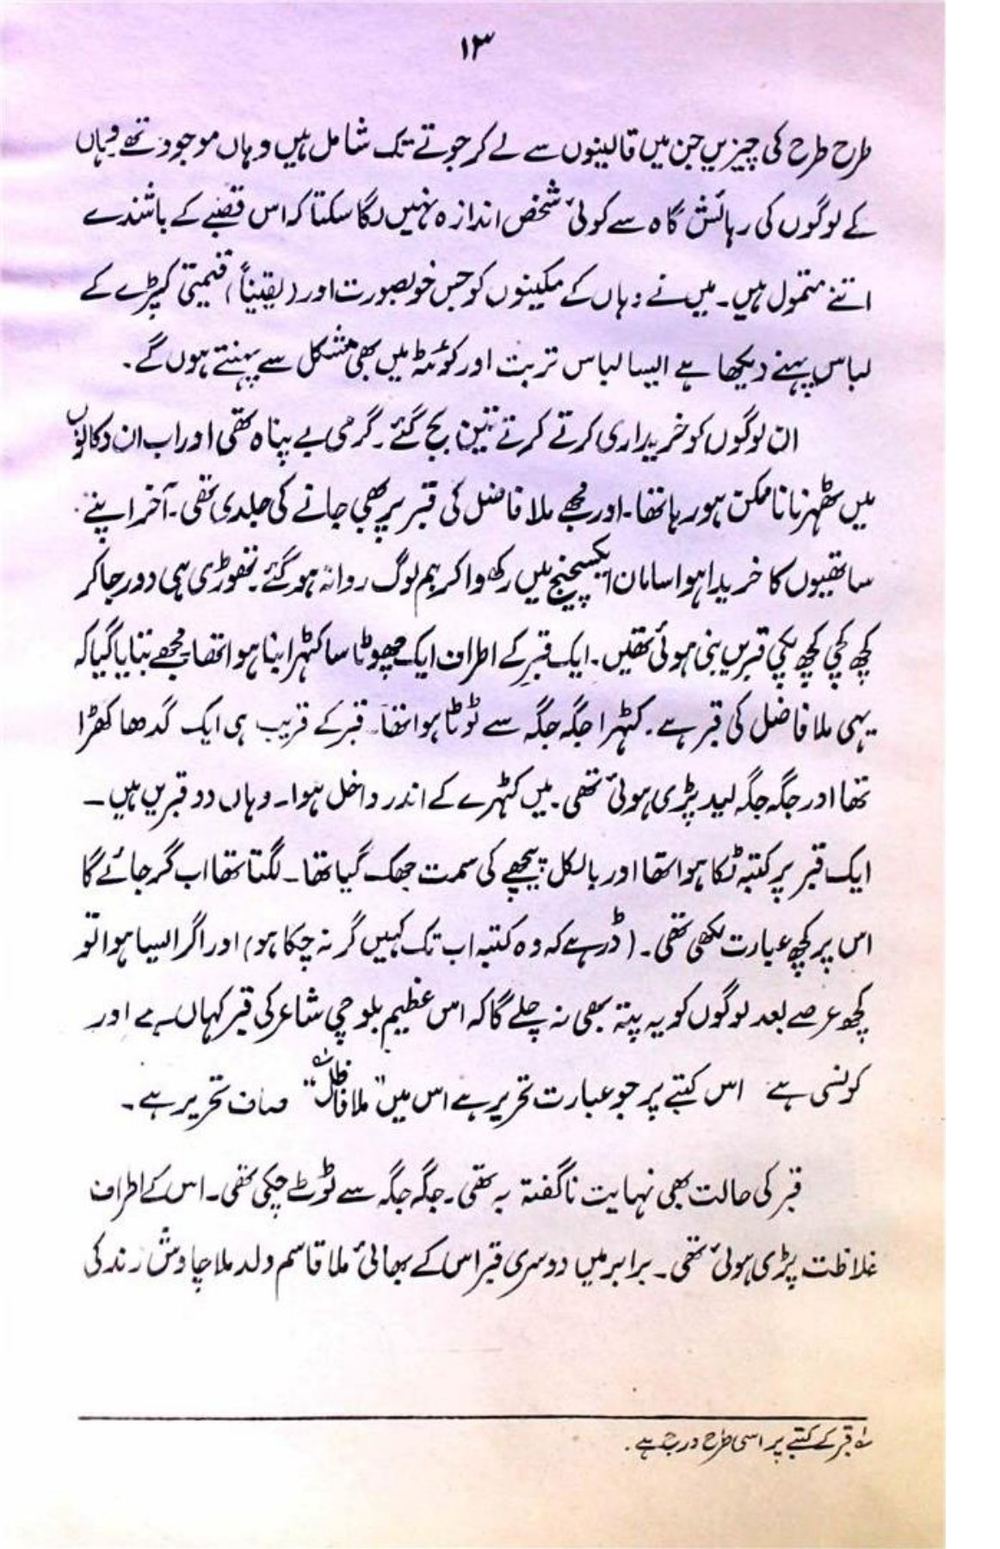 ۱۳
طرح طرح کی چیزیں جن میں قالینوں سے لے کر جوتے تک شامل ہیں وہاں موجود تھے وہاں
کے لوگوں کی رہائش گاہ سے کوئی شخص اندازہ نہیں لگا سکتا کہ اس قصبے کے باشندے
اتنے متمول ہیں۔ میں نے وہاں کے مکینوں کو جس خوبصورت اور (یقیناً) قیمتی کپڑے کے
لباس پہنے دیکھا ہے ایسا لباس تربت اور کوئٹہ میں بھی مشکل سے پہنتے ہوں گے۔
ان لوگوں کو خریداری کرتے کرتے تین بج گئے۔ گرمی بے پناہ تھی اور اب ان دکانوں
میں ٹھہرنا ناممکن ہو رہا تھا۔ اور مجھے ملا فاضل کی قبر پر بھی جانے کی جلدی تھی۔ آخر اپنے
ساتھیوں کا خریدا ہوا سامان ایکسچینج میں رکھوا کر ہم لوگ روانہ ہو گئے۔ تھوڑی ہی دور جا کر
کچھ کچی کچھ پکی قبریں بنی ہوئی تھیں۔ ایک قبر کے اطراف ایک چھوٹا سا کٹہرا بنا ہوا تھا۔ مجھے بتایا گیا کہ
یہی ملا فاضل کی قبر ہے۔ کٹہرا جگہ جگہ سے ٹوٹا ہوا تھا۔ قبر کے قریب ہی ایک گدھا کھڑا
تھا اور جگہ جگہ لید پڑی ہوئی تھی۔ میں کٹہرے کے اندر داخل ہوا۔ وہاں دو قبریں ہیں ۔
ایک قبر پر کتبہ ٹکا ہوا تھا اور بالکل پیچھے کی سمت جھک گیا تھا۔ لگتا تھا اب گر جائے گا
اس پر کچھ عبارت لکھی تھی۔ (ڈر ہے کہ وہ کتبہ اب تک کہیں گر نہ چکا ہو) اور اگر ایسا ہوا تو
کچھ عرصے بعد لوگوں کو یہ پتہ بھی نہ چلے گا کہ اس عظیم بلوچی شاعر کی قبر کہاں ہے اور
کونسی ہے اس کتبے پر جو عبارت تحریر ہے اس میں "ملا فاظل" صاف تحریر ہے۔
قبر کی حالت بھی نہایت ناگفتہ بہ تھی۔ جگہ جگہ سے ٹوٹ چکی تھی۔ اس کے اطراف
غلاظت پڑی ہوئی تھی۔ برابر میں دوسری قبر اس کے بھائی ملا قاسم ولد ملا چاوش رند کی
لہ قبر کے کتبے پر اسی طرح درج ہے۔